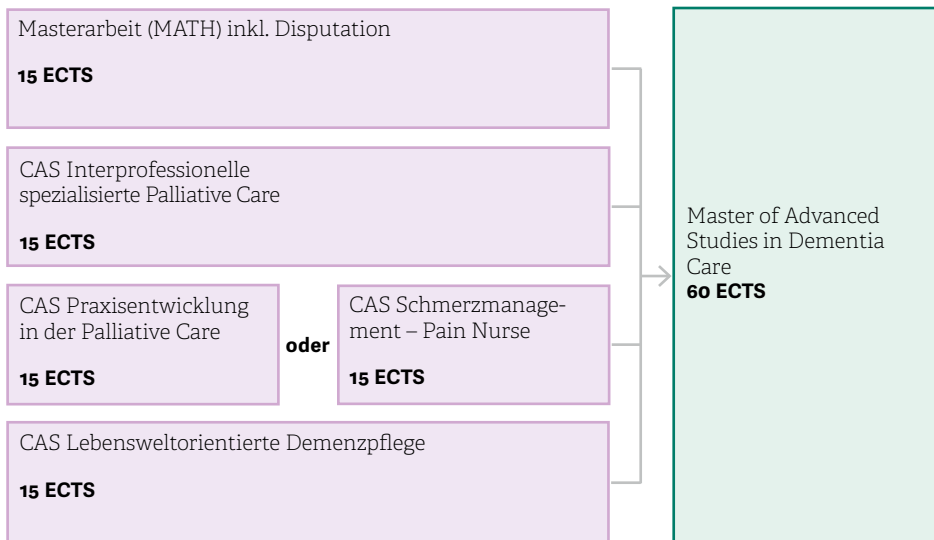 Masterarbeit (MATH) inkl. Disputation
15 ECTS
CAS Interprofessionelle
spezialisierte Palliative Care
15 ECTS
CAS Praxisentwicklung
in der Palliative Care
15 ECTS
oder
CAS Schmerzmanage-
ment – Pain Nurse
15 ECTS
CAS Lebensweltorientierte Demenzpflege
15 ECTS
Master of Advanced
Studies in Dementia
Care
60 ECTS